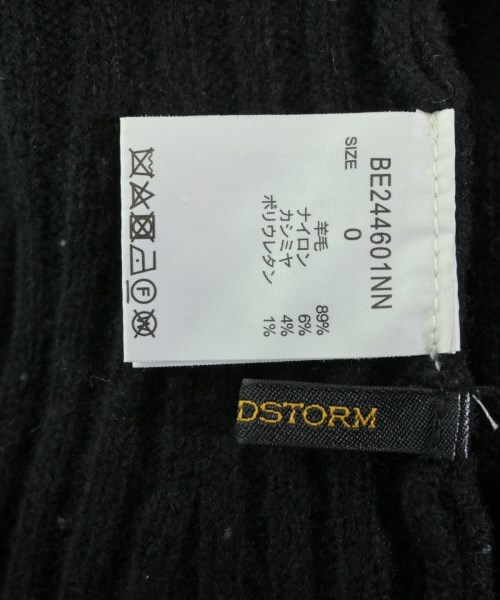 BE244601NN
SIZE 0
羊毛 89%
ナイロン 6%
カシミヤ 4%
ポリウレタン 1%
F
W
DSTORM